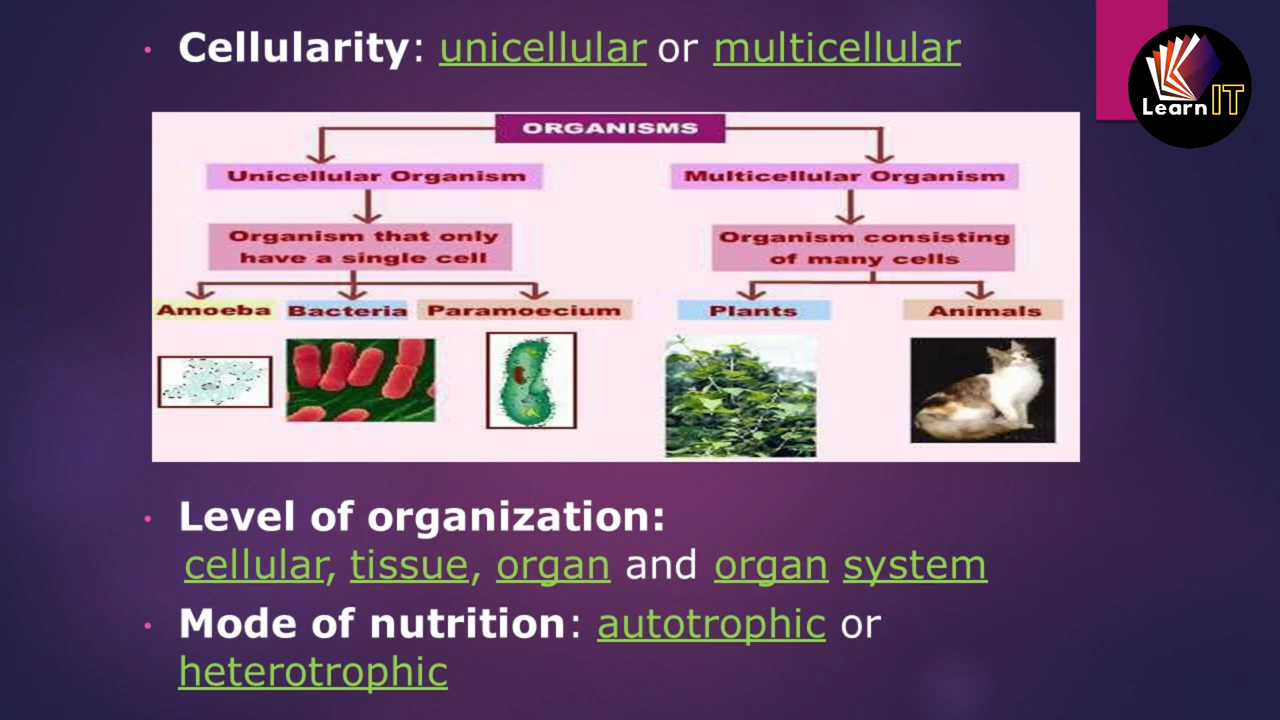 • Cellularity: unicellular or multicellular
Learn IT
ORGANISMS
Unicellular Organism
Multicellular Organism
Organism that only
have a single cell
Organism consisting
of many cells
Amoeba
Bacteria
Paramoecium
Plants
Animals
• Level of organization:
cellular, tissue, organ and organ system
• Mode of nutrition: autotrophic or
heterotrophic